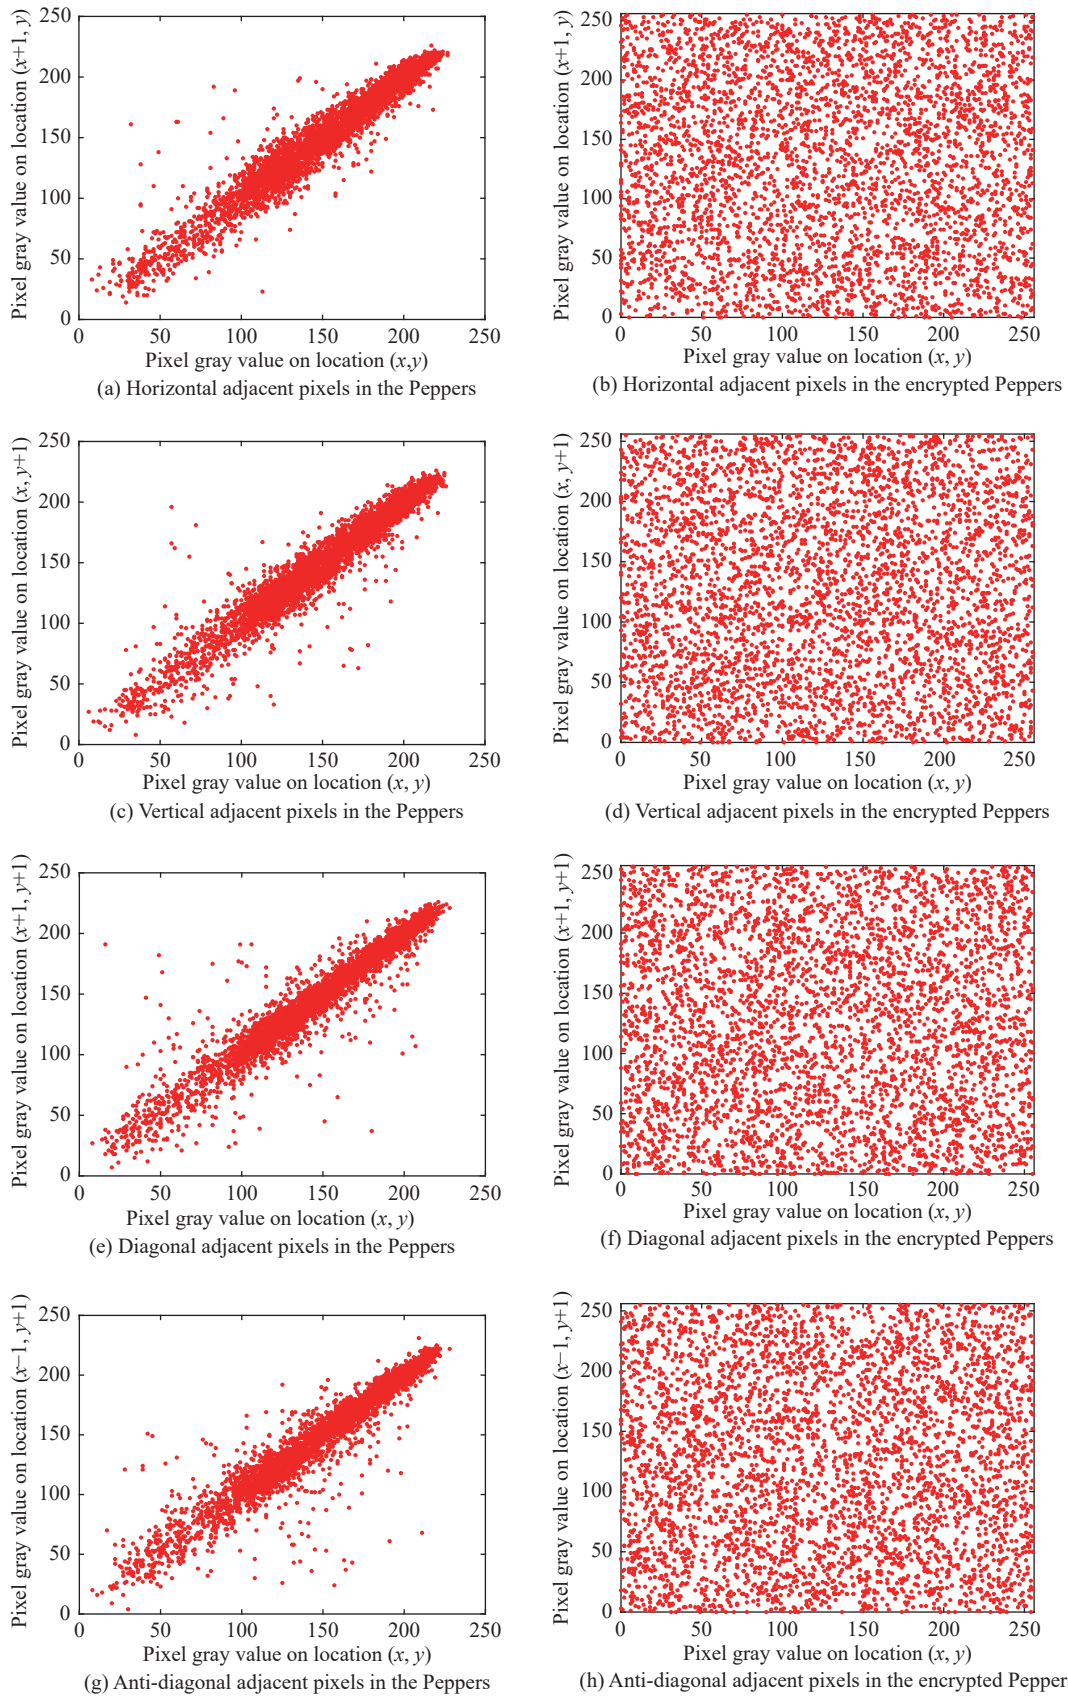 250
200
150
100
50
0
0 50 100 150 200 250
Pixel gray value on location (x+1, y)
Pixel gray value on location (x,y)
(a) Horizontal adjacent pixels in the Peppers
250
200
150
100
50
0
0 50 100 150 200 250
Pixel gray value on location (x+1, y)
Pixel gray value on location (x, y)
(b) Horizontal adjacent pixels in the encrypted Peppers
250
200
150
100
50
0
0 50 100 150 200 250
Pixel gray value on location (x, y+1)
Pixel gray value on location (x, y)
(c) Vertical adjacent pixels in the Peppers
250
200
150
100
50
0
0 50 100 150 200 250
Pixel gray value on location (x, y+1)
Pixel gray value on location (x, y)
(d) Vertical adjacent pixels in the encrypted Peppers
250
200
150
100
50
0
0 50 100 150 200 250
Pixel gray value on location (x+1, y+1)
Pixel gray value on location (x, y)
(e) Diagonal adjacent pixels in the Peppers
250
200
150
100
50
0
0 50 100 150 200 250
Pixel gray value on location (x+1, y+1)
Pixel gray value on location (x, y)
(f) Diagonal adjacent pixels in the encrypted Peppers
250
200
150
100
50
0
0 50 100 150 200 250
Pixel gray value on location (x−1, y+1)
Pixel gray value on location (x, y)
(g) Anti-diagonal adjacent pixels in the Peppers
250
200
150
100
50
0
0 50 100 150 200 250
Pixel gray value on location (x−1, y+1)
Pixel gray value on location (x, y)
(h) Anti-diagonal adjacent pixels in the encrypted Pepper